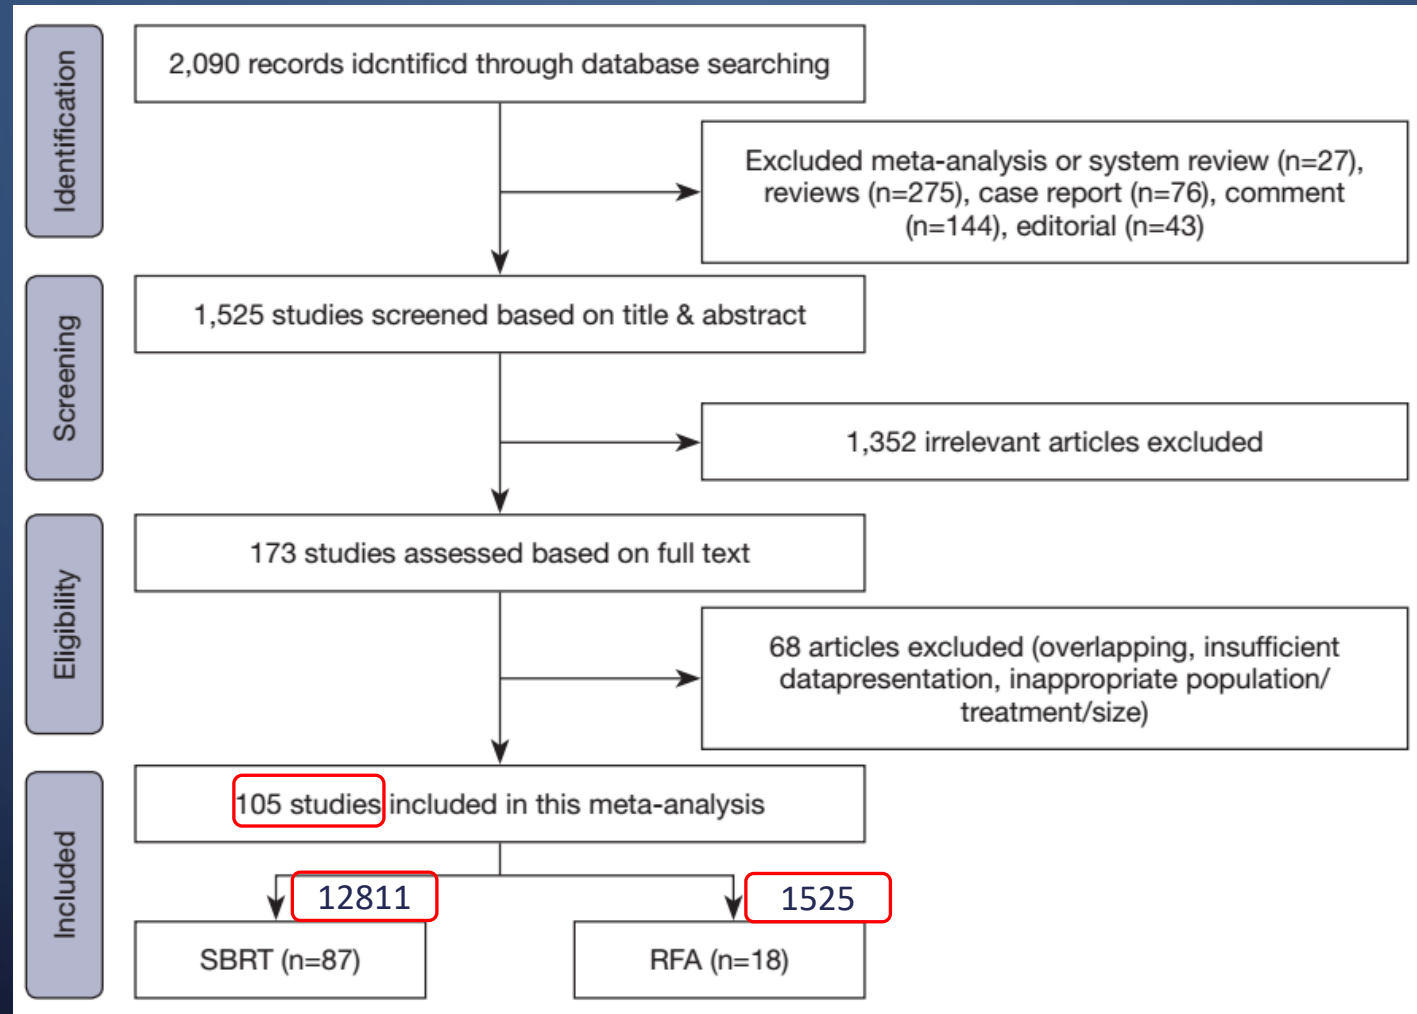 Identification
2,090 records idcntificd through database searching
Excluded meta-analysis or system review (n=27),
reviews (n=275), case report (n=76), comment
(n=144), editorial (n=43)
Screening
1,525 studies screened based on title & abstract
1,352 irrelevant articles excluded
Eligibility
173 studies assessed based on full text
68 articles excluded (overlapping, insufficient
datapresentation, inappropriate population/
treatment/size)
Included
105 studies included in this meta-analysis
12811
1525
SBRT (n=87)
RFA (n=18)